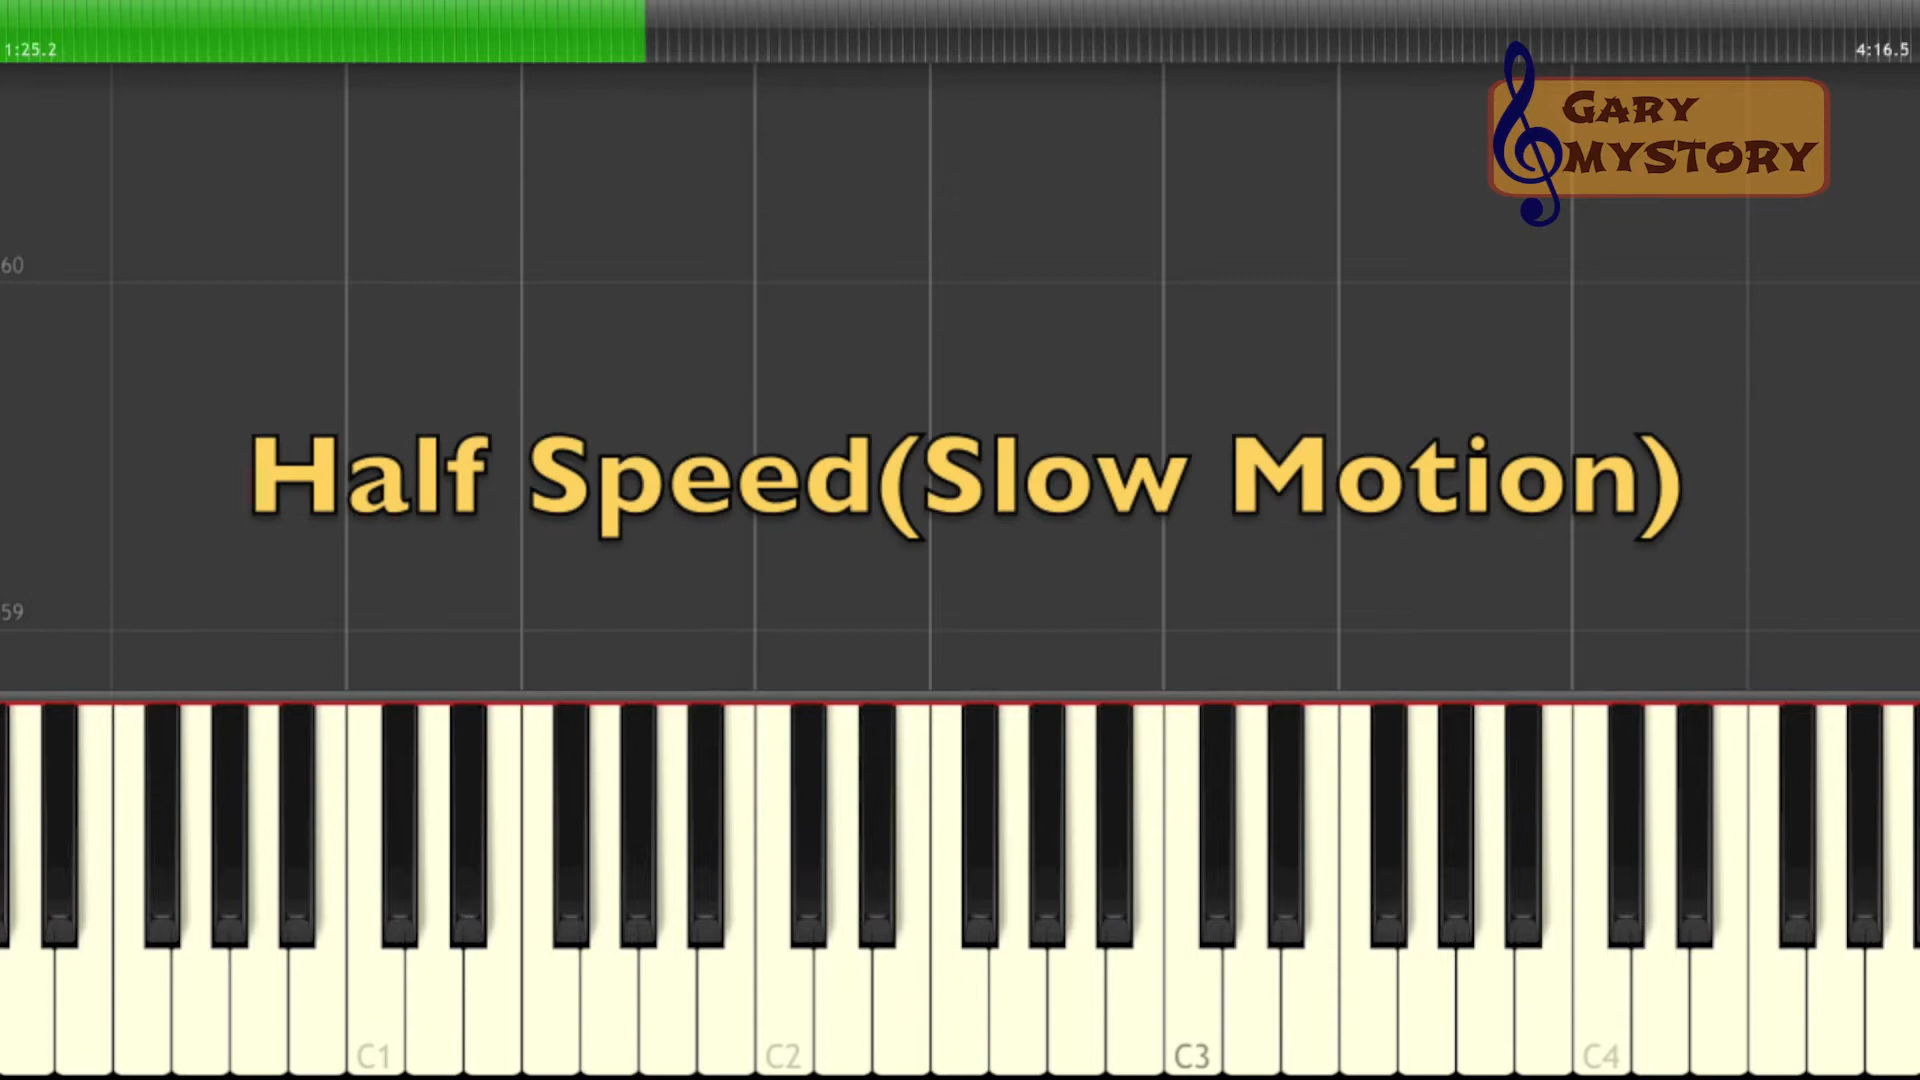 1:25.2
4:16.5
GARY
MYSTORY
60
Half Speed(Slow Motion)
59
C1
C2
C3
C4